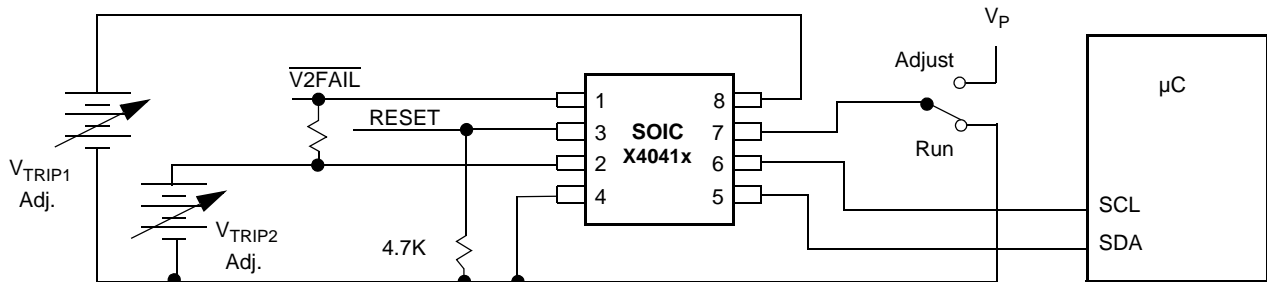 V_P
Adjust
µC
V2FAIL
1
8
RESET
SOIC
3
7
X4041x
Run
V_TRIP1
Adj.
2
6
4
5
SCL
V_TRIP2
Adj.
4.7K
SDA